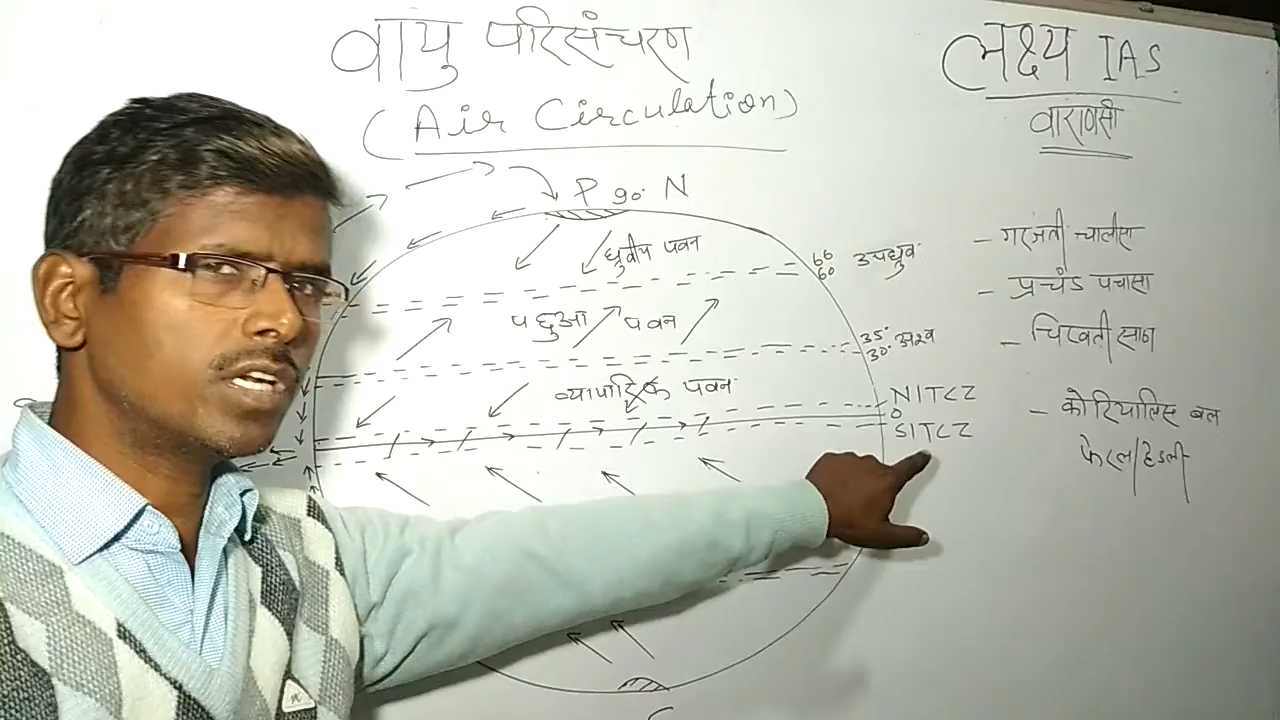 वायु परिसंचरण
(Air Circulation)
लक्ष्य IAS
वाराणसी
P 90° N
ध्रुवीय पवन
66
60 उपध्रुव
पछुआ पवन
35°
30° अश्व
व्यापारिक पवन
NITCZ
0
SITCZ
- गरजती चालीसा
- प्रचंड पचासा
- चिखती साठ
- कोरियालिस बल
फेरल/हेडली